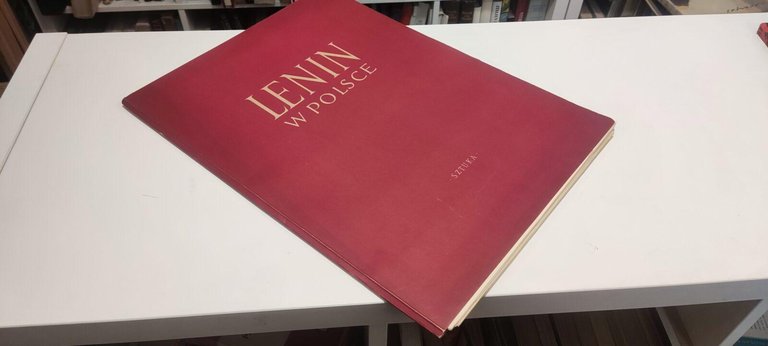 LENIN
W POLSCE
·SZTUKA·